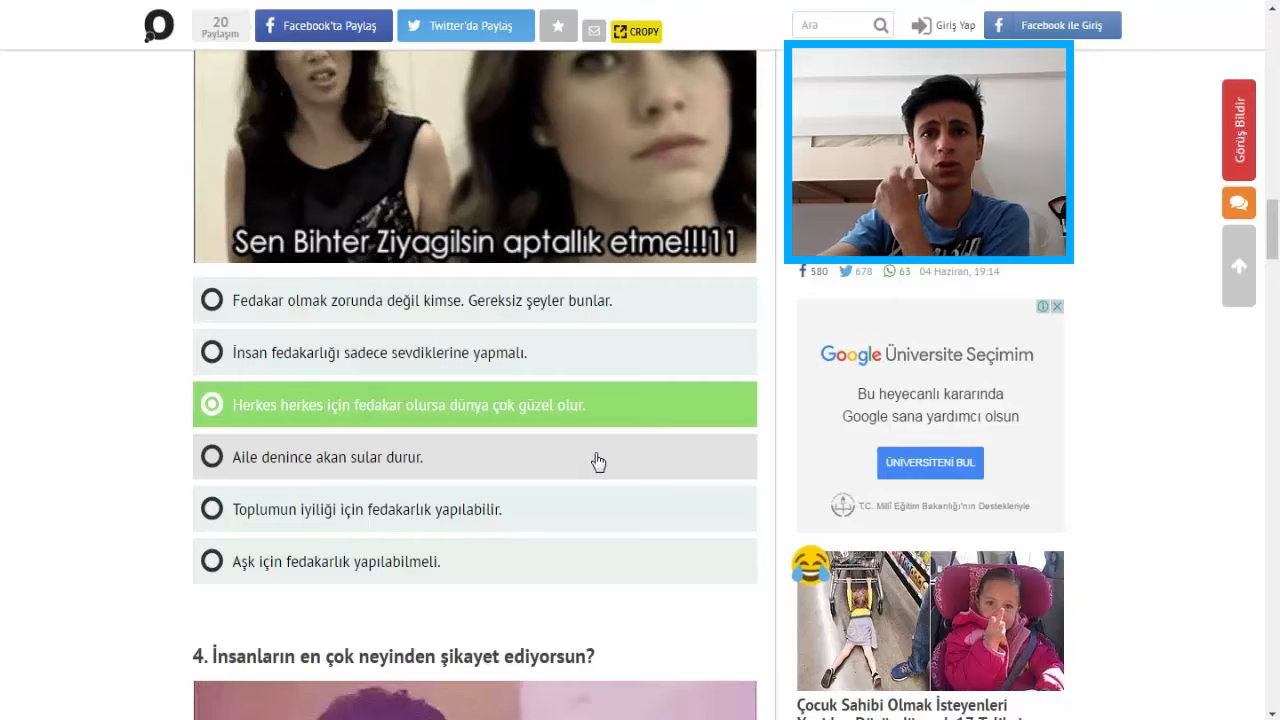 20
Paylaşım
Facebook'ta Paylaş
Twitter'da Paylaş
CROPY
Ara
Giriş Yap
Facebook ile Giriş
Sen Bihter Ziyagilsin aptallık etme!!!11
Fedakar olmak zorunda değil kimse. Gereksiz şeyler bunlar.
İnsan fedakarlığı sadece sevdiklerine yapmalı.
Herkes herkes için fedakar olursa dünya çok güzel olur.
Aile denince akan sular durur.
Toplumun iyiliği için fedakarlık yapılabilir.
Aşk için fedakarlık yapılabilmeli.
4. İnsanların en çok neyinden şikayet ediyorsun?
580 678 63 04 Haziran, 19:14
Google Üniversite Seçimim
Bu heyecanlı kararında
Google sana yardımcı olsun
ÜNİVERSİTENİ BUL
T.C. Millî Eğitim Bakanlığı'nın Destekleriyle
Çocuk Sahibi Olmak İsteyenleri
Görüş Bildir